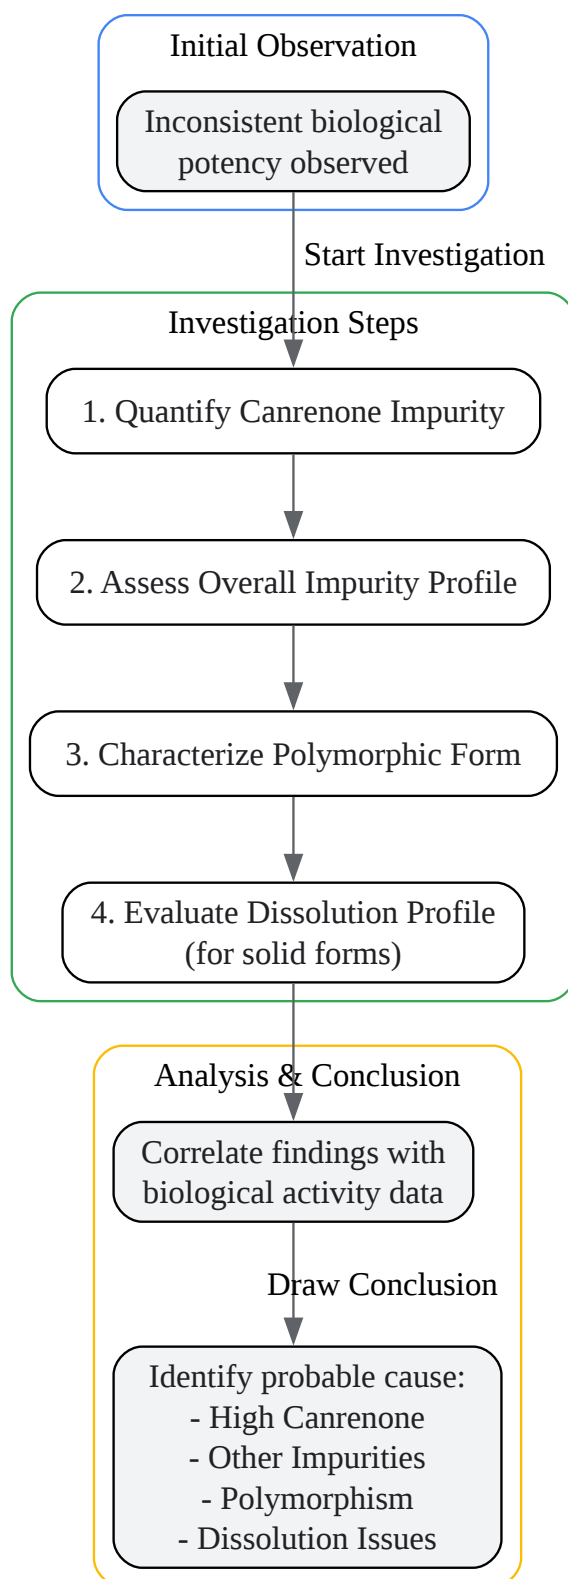 Initial Observation
Inconsistent biological
potency observed
Start Investigation
Investigation Steps
1. Quantify Canrenone Impurity
2. Assess Overall Impurity Profile
3. Characterize Polymorphic Form
4. Evaluate Dissolution Profile
(for solid forms)
Analysis & Conclusion
Correlate findings with
biological activity data
Draw Conclusion
Identify probable cause:
- High Canrenone
- Other Impurities
- Polymorphism
- Dissolution Issues